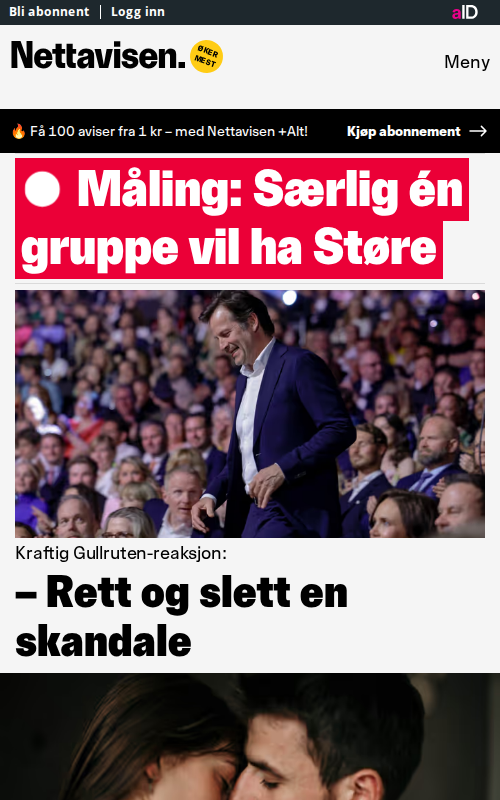 Bli abonnent | Logg inn
aID
Nettavisen.
ØKER
MEST
Meny
🔥 Få 100 aviser fra 1 kr – med Nettavisen +Alt!
Kjøp abonnement →
Måling: Særlig én
gruppe vil ha Støre
Kraftig Gullruten-reaksjon:
– Rett og slett en
skandale